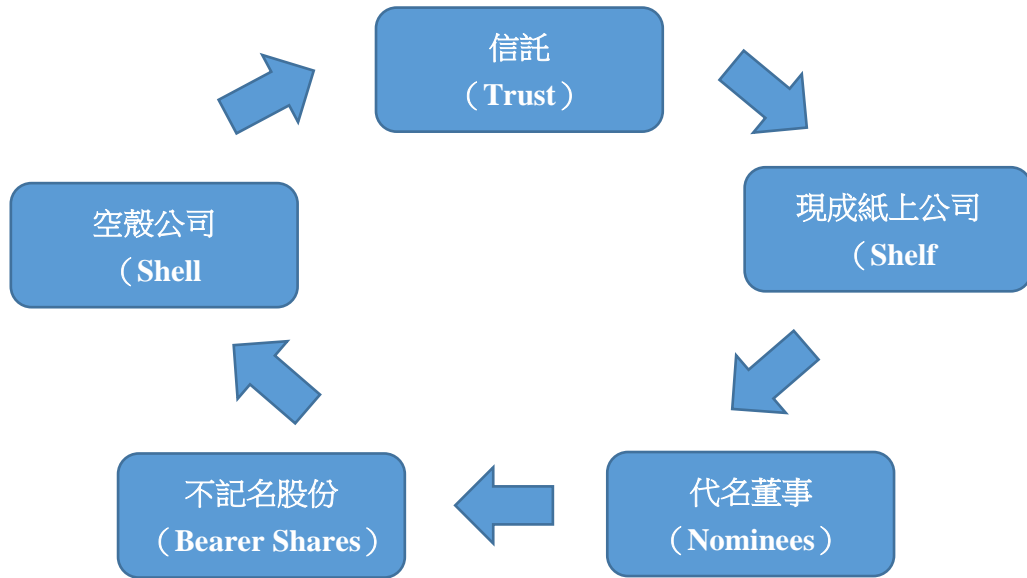 信託
（Trust）
現成紙上公司
（Shelf
代名董事
（Nominees）
不記名股份
（Bearer Shares）
空殼公司
（Shell